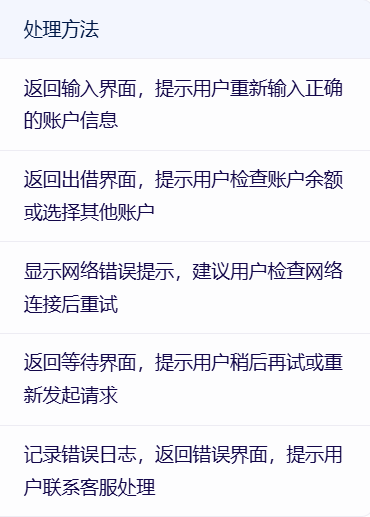 处理方法
返回输入界面，提示用户重新输入正确
的账户信息
返回出借界面，提示用户检查账户余额
或选择其他账户
显示网络错误提示，建议用户检查网络
连接后重试
返回等待界面，提示用户稍后再试或重
新发起请求
记录错误日志，返回错误界面，提示用
户联系客服处理